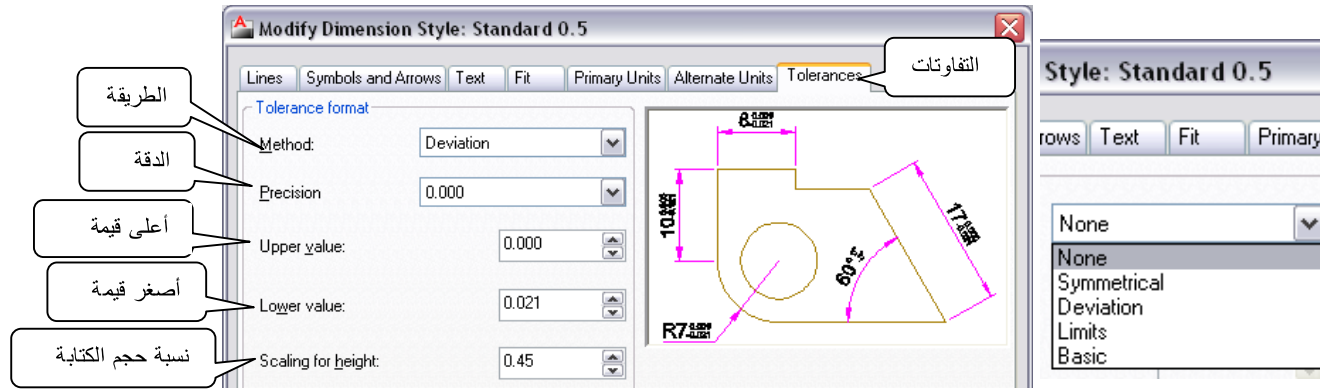 Modify Dimension Style: Standard 0.5
التفاوتات
Lines Symbols and Arrows Text Fit Primary Units Alternate Units Tolerances
الطريقة
Tolerance format
Method: Deviation
الدقة
Precision 0.000
أعلى قيمة
Upper value: 0.000
أصغر قيمة
Lower value: 0.021
نسبة حجم الكتابة
Scaling for height: 0.45
8
10
17
60°
R7
Style: Standard 0.5
rows Text Fit Primary
None
None
Symmetrical
Deviation
Limits
Basic